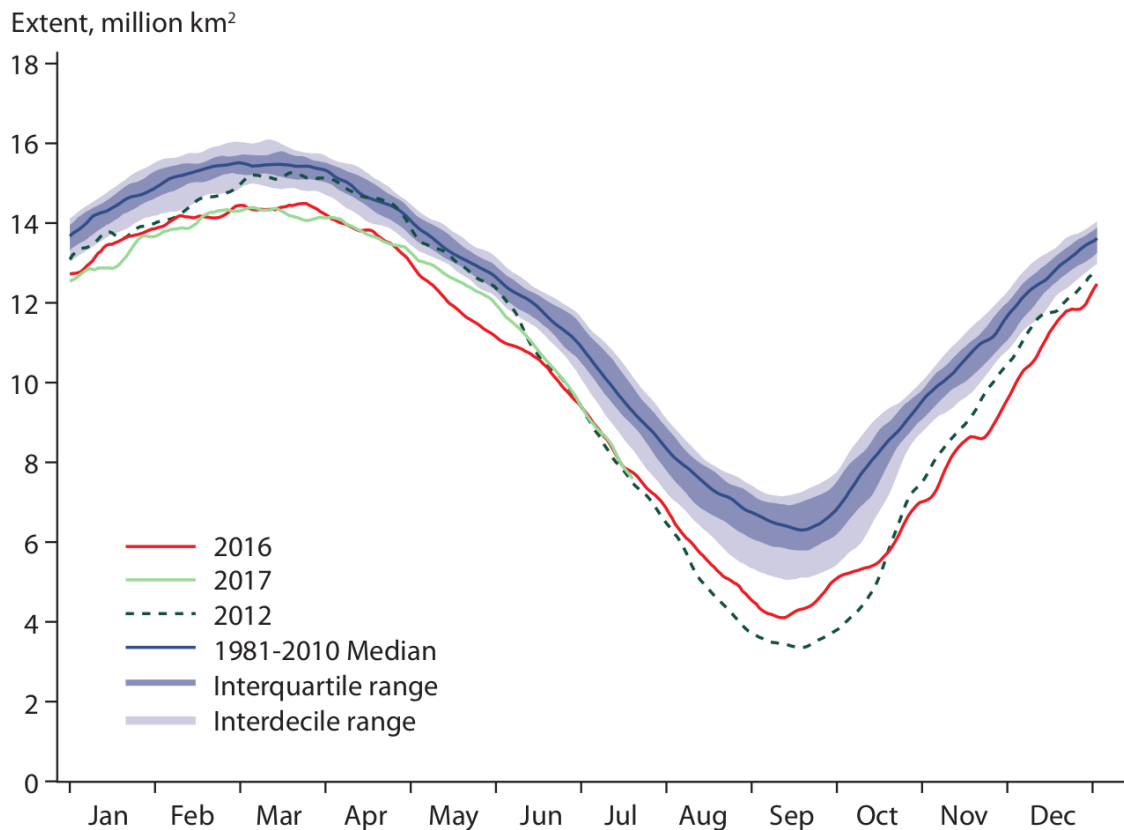 Extent, million km²
18
16
14
12
10
8
6
4
2
0
2016
2017
2012
1981-2010 Median
Interquartile range
Interdecile range
Jan Feb Mar Apr May Jun Jul Aug Sep Oct Nov Dec